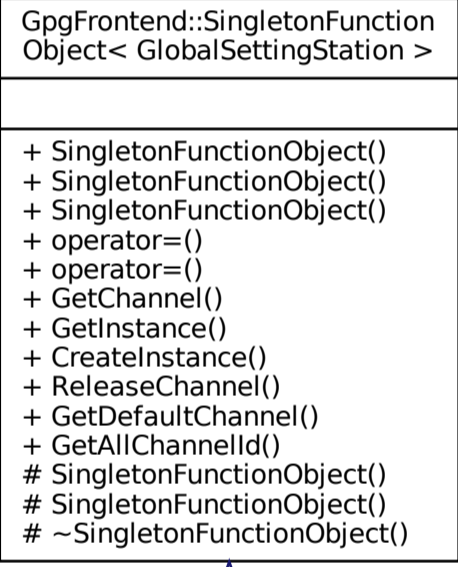 GpgFrontend::SingletonFunction
Object< GlobalSettingStation >
+ SingletonFunctionObject()
+ SingletonFunctionObject()
+ SingletonFunctionObject()
+ operator=()
+ operator=()
+ GetChannel()
+ GetInstance()
+ CreateInstance()
+ ReleaseChannel()
+ GetDefaultChannel()
+ GetAllChannelId()
# SingletonFunctionObject()
# SingletonFunctionObject()
# ~SingletonFunctionObject()